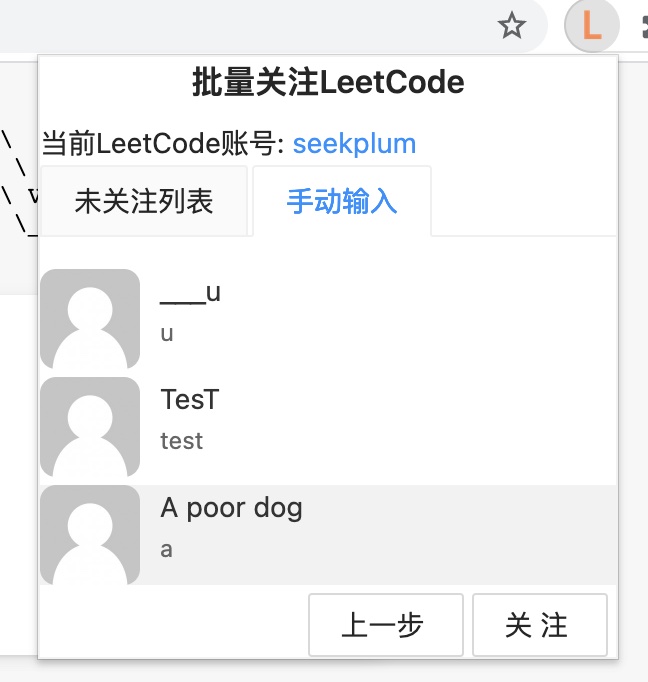 L
批量关注LeetCode
当前LeetCode账号: seekplum
未关注列表 手动输入
___u
u
TesT
test
A poor dog
a
上一步 关 注